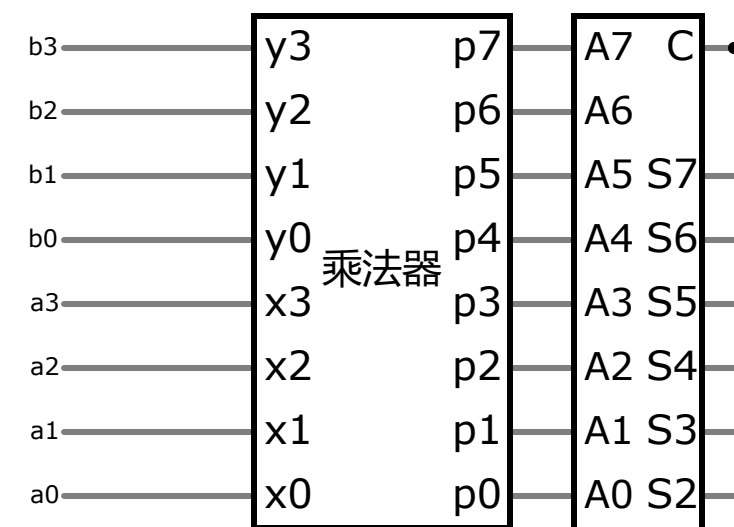 b3 y3 p7 A7 C
b2 y2 p6 A6
b1 y1 p5 A5 S7
b0 y0 p4 A4 S6
乘法器
a3 x3 p3 A3 S5
a2 x2 p2 A2 S4
a1 x1 p1 A1 S3
a0 x0 p0 A0 S2